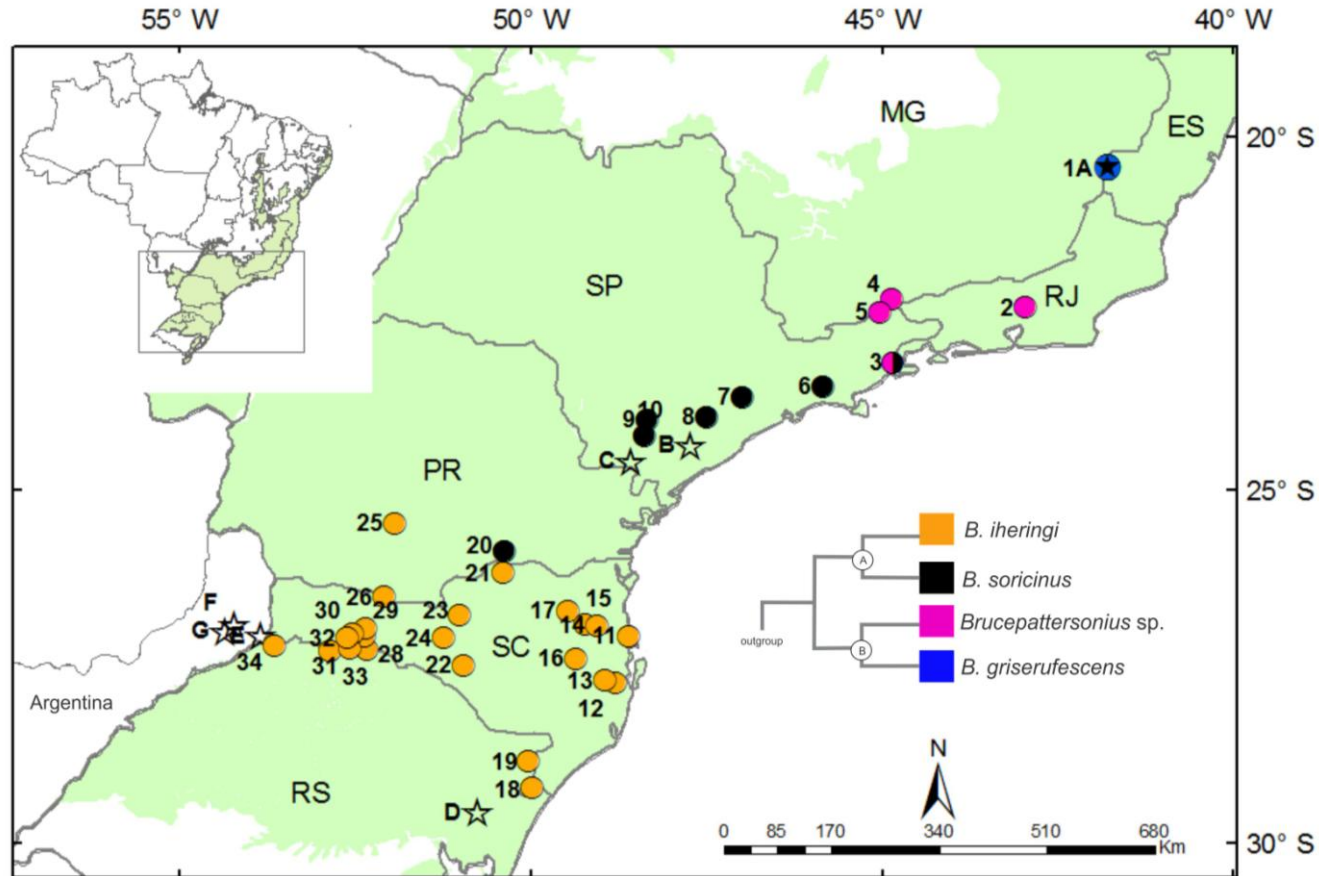 55° W 50° W 45° W 40° W
MG
ES
20° S
1A
SP
4
RJ
5
2
3
6
7
10
8
9
B
C
PR
25° S
25
20
21
B. iheringi
A
B. soricinus
26
F
30
29
23
17
15
14
G
E
32
24
SC
11
outgroup
Brucepattersonius sp.
B
34
31
28
22
16
B. griserufescens
33
13
Argentina
12
19
N
RS
18
D
0 85 170 340 510 680
Km
30° S